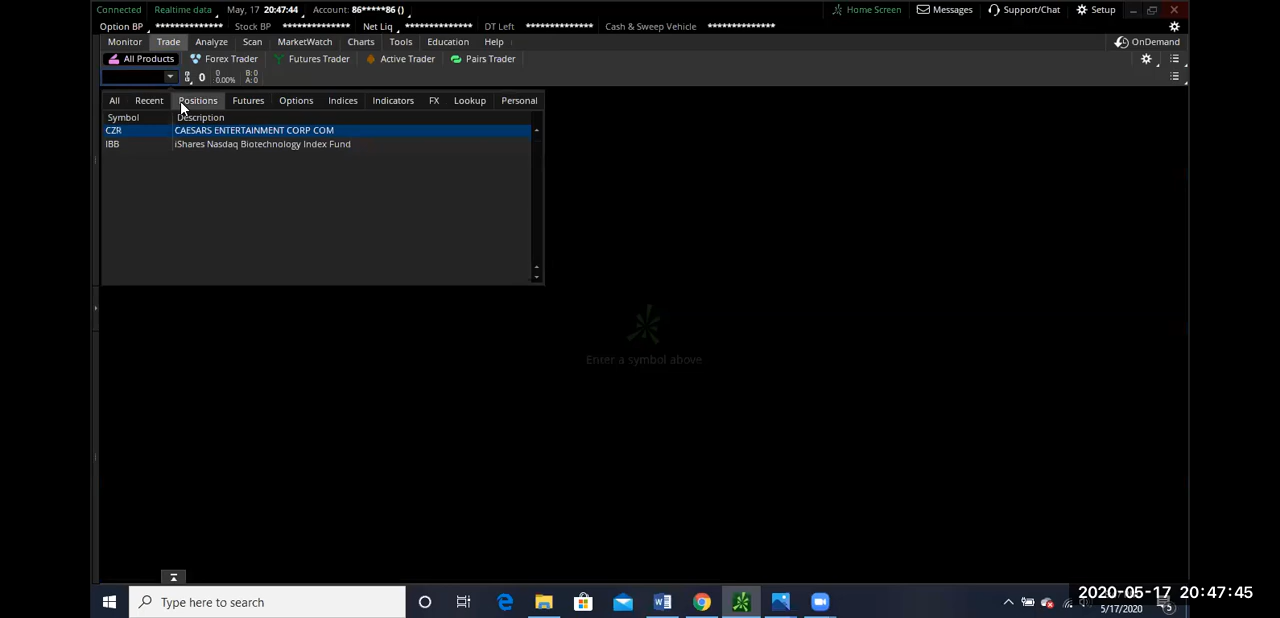 Connected Realtime data May, 17 20:47:44 Account: 86*****86 () Home Screen Messages Support/Chat Setup
Option BP ************** Stock BP ************** Net Liq ************** DT Left ************** Cash & Sweep Vehicle **************
Monitor Trade Analyze Scan MarketWatch Charts Tools Education Help OnDemand
All Products Forex Trader Futures Trader Active Trader Pairs Trader
0 0 0.00% B: 0 A: 0
All Recent Positions Futures Options Indices Indicators FX Lookup Personal
Symbol Description
CZR CAESARS ENTERTAINMENT CORP COM
IBB iShares Nasdaq Biotechnology Index Fund
Enter a symbol above
Type here to search
2020-05-17 20:47:45
5/17/2020
5